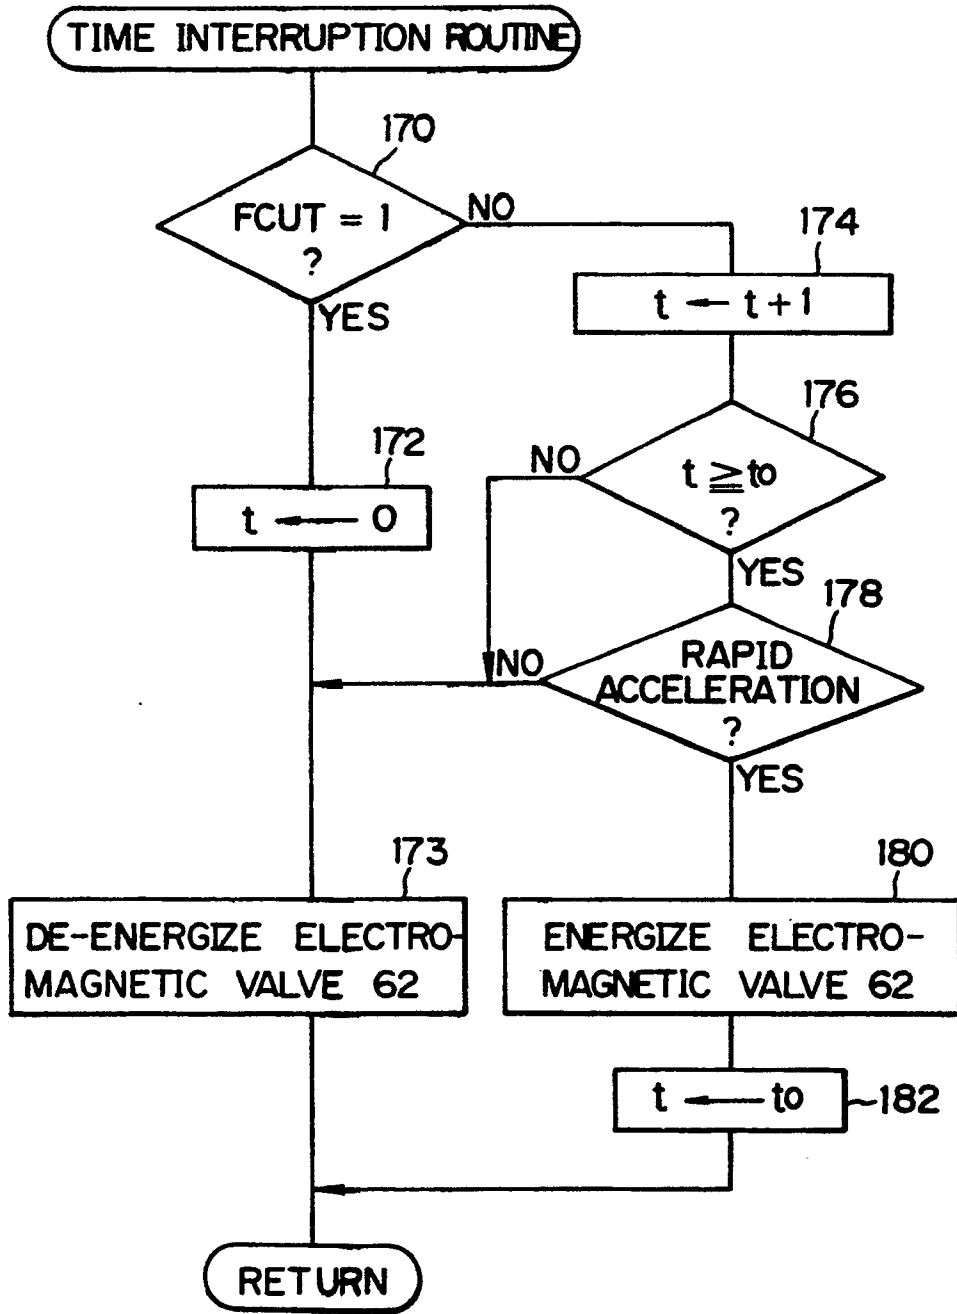 TIME INTERRUPTION ROUTINE
170
FCUT = 1
?
NO
YES
174
t ← t+1
176
t ≧ to
?
NO
YES
172
t ← 0
178
RAPID
ACCELERATION
?
NO
YES
173
DE-ENERGIZE ELECTRO-
MAGNETIC VALVE 62
180
ENERGIZE ELECTRO-
MAGNETIC VALVE 62
t ← to
182
RETURN